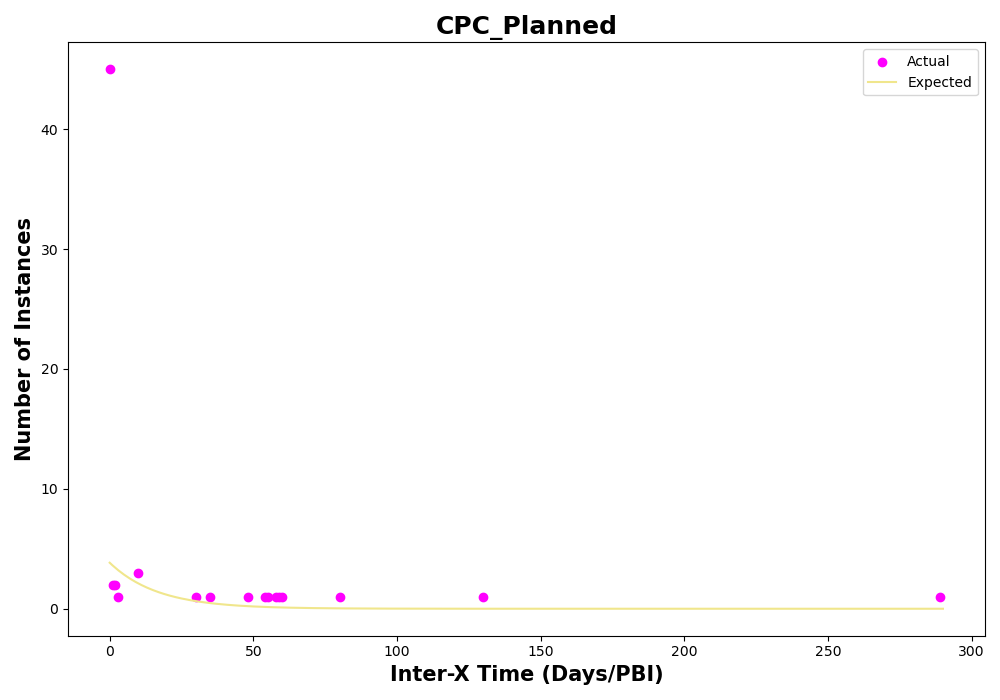 CPC_Planned
Actual
Expected
Number of Instances
40
30
20
10
0
0
50
100
150
200
250
300
Inter-X Time (Days/PBI)